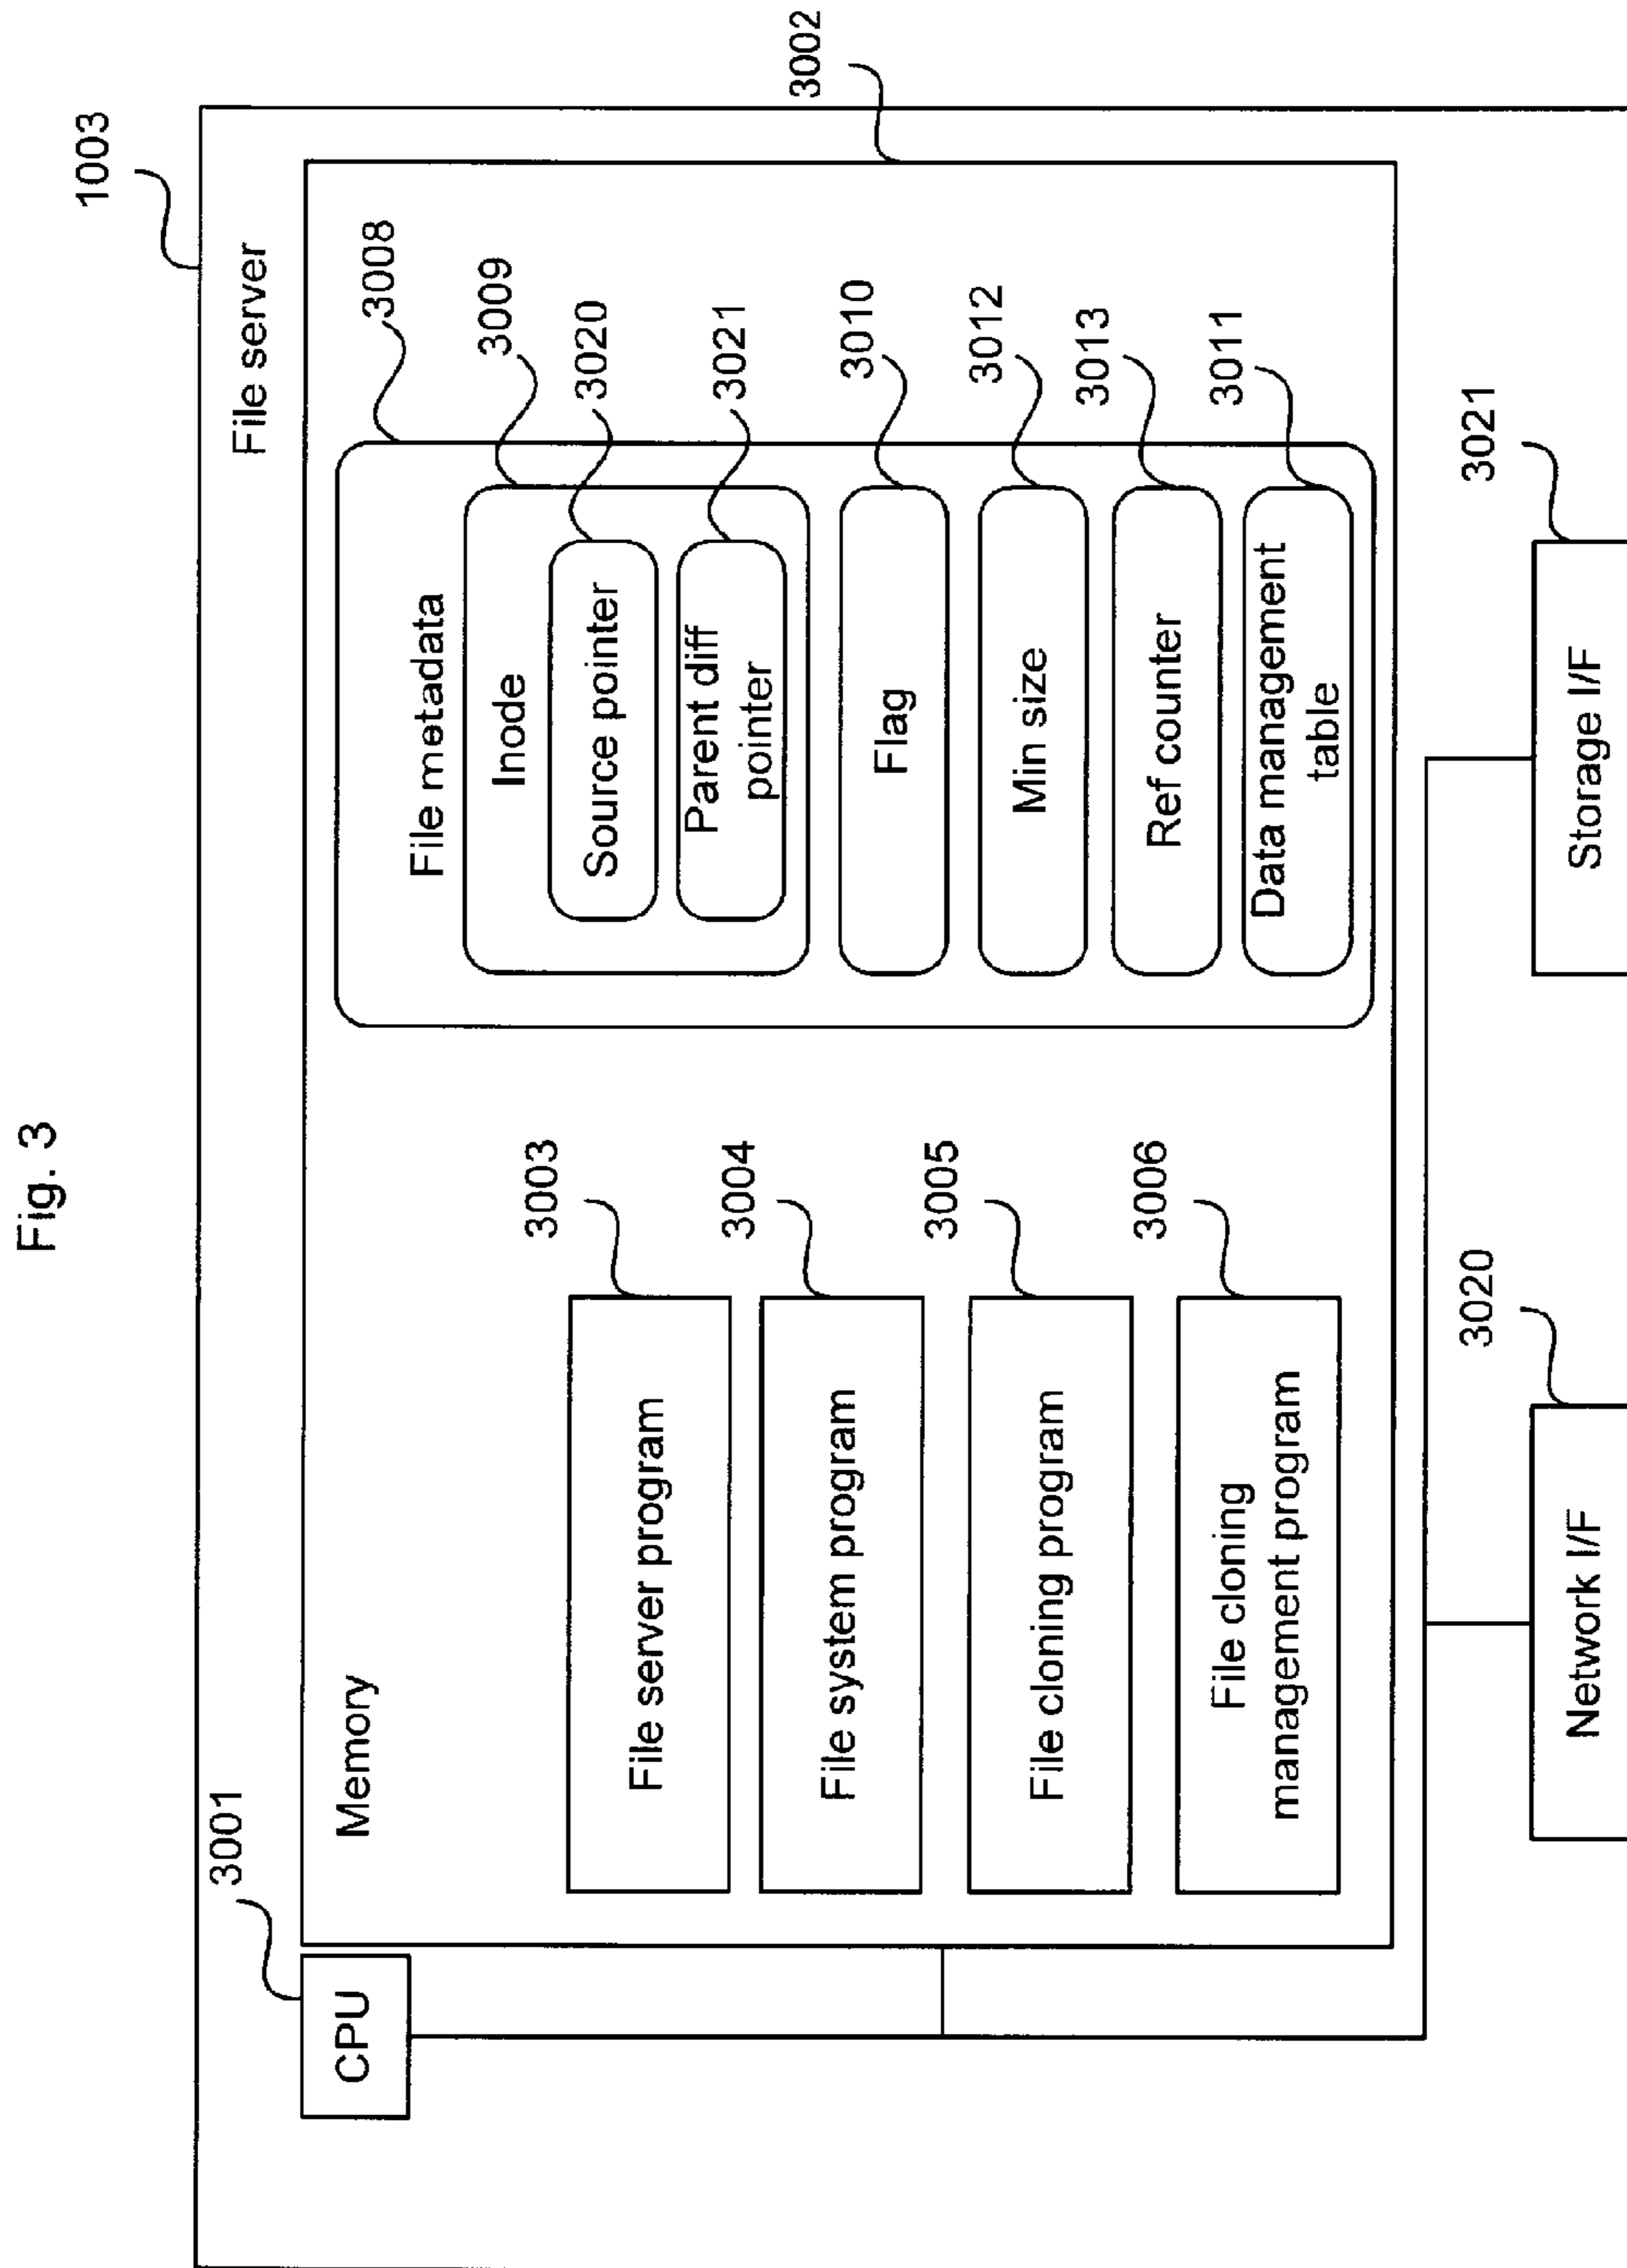 Fig. 3
1003
File server
3001
CPU
Memory
3002
3003
File server program
3004
File system program
3005
File cloning program
3006
File cloning
management program
3008
File metadata
3009
Inode
3020
Source pointer
3021
Parent diff
pointer
3010
Flag
3012
Min size
3013
Ref counter
3011
Data management
table
3020
Network I/F
3021
Storage I/F